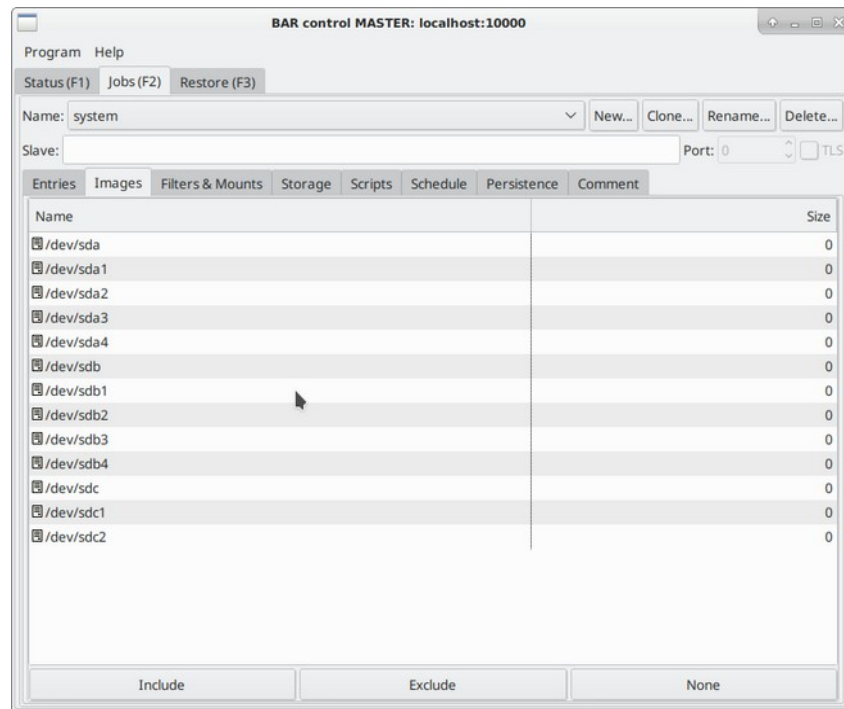 BAR control MASTER: localhost:10000
Program Help
Status (F1) Jobs (F2) Restore (F3)
Name: system New... Clone... Rename... Delete...
Slave: Port: 0 TLS
Entries Images Filters & Mounts Storage Scripts Schedule Persistence Comment
Name Size
/dev/sda 0
/dev/sda1 0
/dev/sda2 0
/dev/sda3 0
/dev/sda4 0
/dev/sdb 0
/dev/sdb1 0
/dev/sdb2 0
/dev/sdb3 0
/dev/sdb4 0
/dev/sdc 0
/dev/sdc1 0
/dev/sdc2 0
Include Exclude None